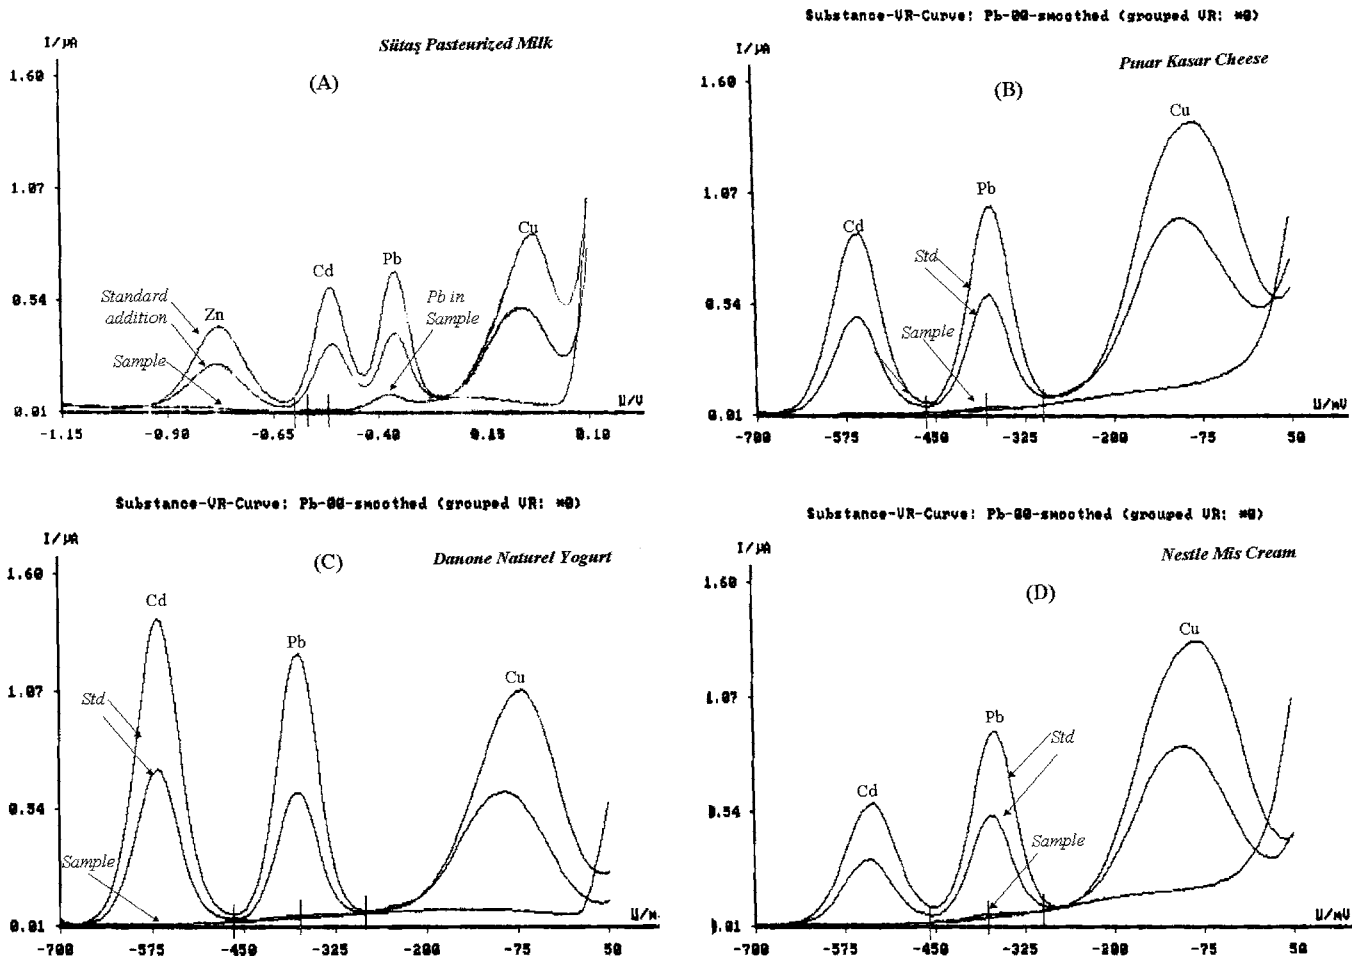 I/µA
Sütaş Pasteurized Milk
(A)
1.60
1.07
0.54
0.01
Standard
addition
Sample
Zn
Cd
Pb
Pb in
Sample
Cu
U/V
-1.15
-0.90
-0.65
-0.40
0.15
0.10
Substance-VR-Curve: Pb-00-smoothed (grouped VR: *0)
I/µA
Pınar Kasar Cheese
(B)
1.60
1.07
0.54
0.01
Cd
Std
Sample
Pb
Cu
U/mV
-700
-575
-450
-325
-200
-75
50
Substance-VR-Curve: Pb-00-smoothed (grouped VR: *0)
I/µA
Danone Naturel Yogurt
(C)
1.60
1.07
0.54
0.01
Cd
Std
Sample
Pb
Cu
-700
-575
-450
-325
-200
-75
50
Substance-VR-Curve: Pb-00-smoothed (grouped VR: *0)
I/µA
Nestle Mis Cream
(D)
1.60
1.07
0.54
0.01
Cd
Pb
Std
Sample
Cu
U/mV
-700
-575
-450
-325
-200
-75
50